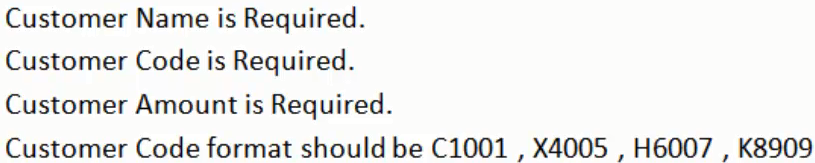 Customer Name is Required.
Customer Code is Required.
Customer Amount is Required.
Customer Code format should be C1001 , X4005 , H6007 , K8909